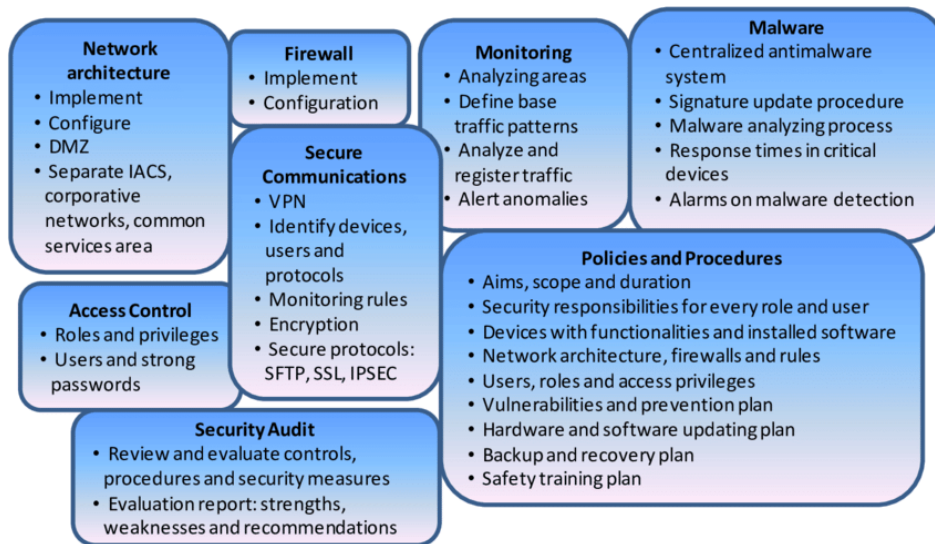 Network
architecture
• Implement
• Configure
• DMZ
• Separate IACS,
corporative
networks, common
services area
Firewall
• Implement
• Configuration
Monitoring
• Analyzing areas
• Define base
traffic patterns
• Analyze and
register traffic
• Alert anomalies
Malware
• Centralized antimalware
system
• Signature update procedure
• Malware analyzing process
• Response times in critical
devices
• Alarms on malware detection
Secure
Communications
• VPN
• Identify devices,
users and
protocols
• Monitoring rules
• Encryption
• Secure protocols:
SFTP, SSL, IPSEC
Access Control
• Roles and privileges
• Users and strong
passwords
Policies and Procedures
• Aims, scope and duration
• Security responsibilities for every role and user
• Devices with functionalities and installed software
• Network architecture, firewalls and rules
• Users, roles and access privileges
• Vulnerabilities and prevention plan
• Hardware and software updating plan
• Backup and recovery plan
• Safety training plan
Security Audit
• Review and evaluate controls,
procedures and security measures
• Evaluation report: strengths,
weaknesses and recommendations